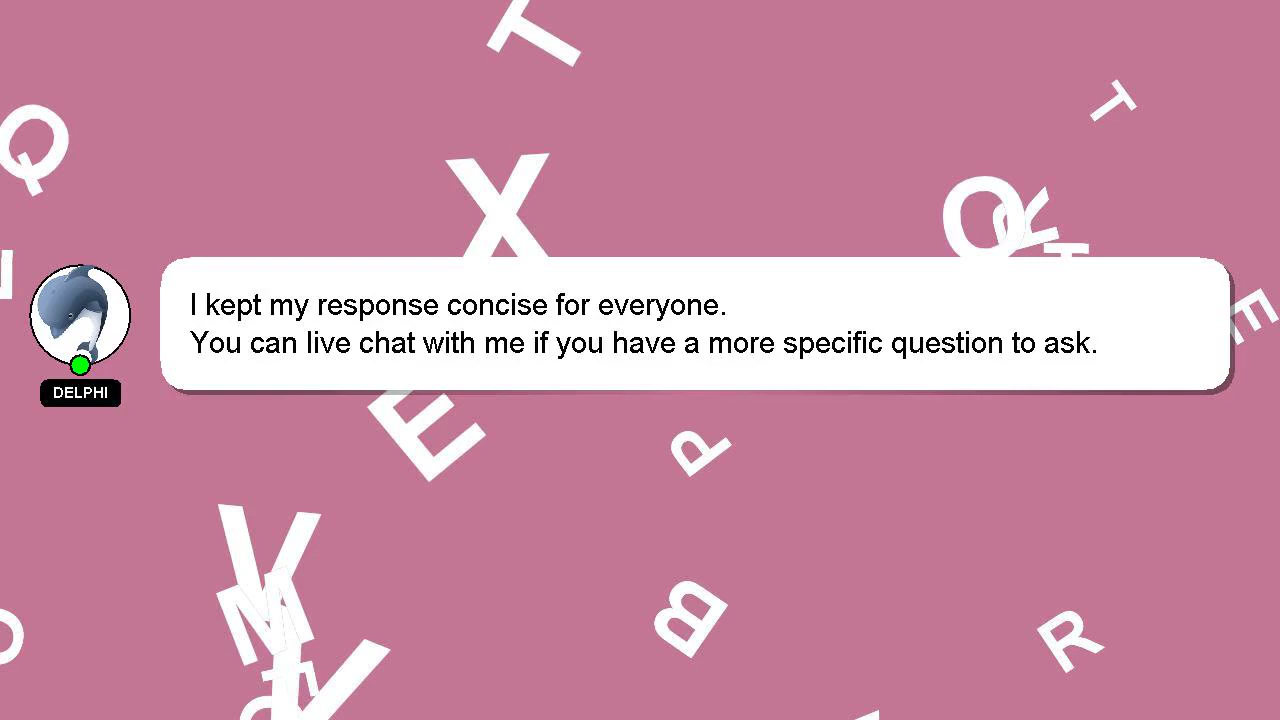 T
T
Q
X
Q
E
I kept my response concise for everyone.
You can live chat with me if you have a more specific question to ask.
DELPHI
E
P
V
M
B
R
V